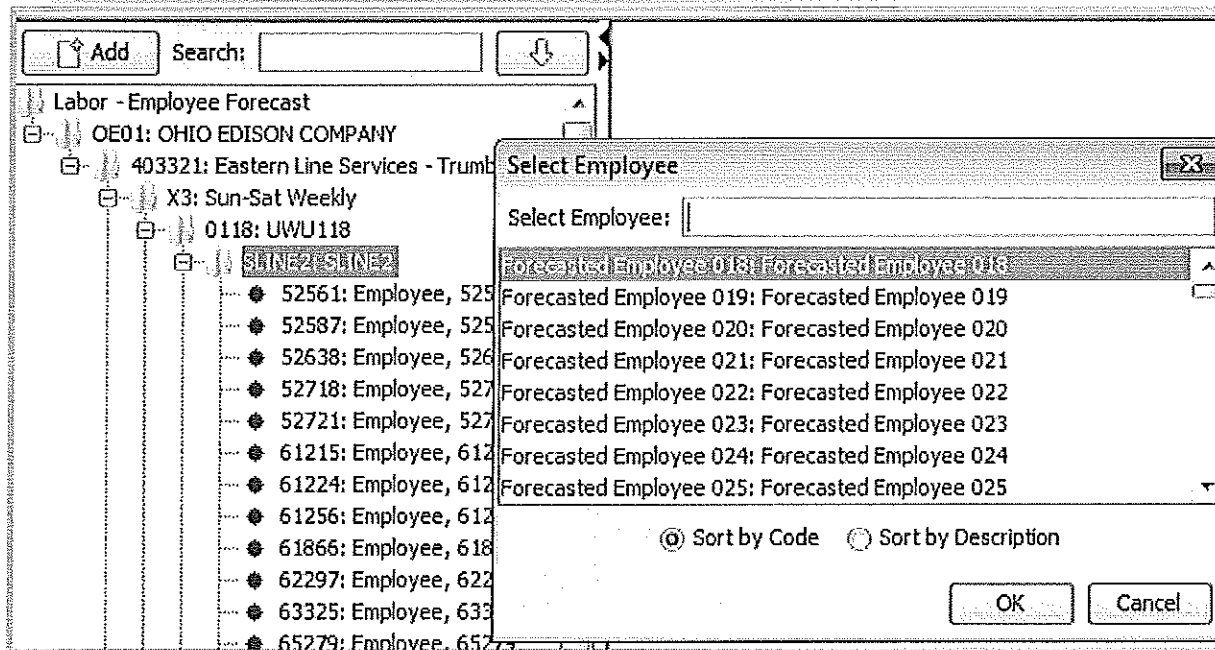 Add Search:
Labor - Employee Forecast
OE01: OHIO EDISON COMPANY
403321: Eastern Line Services - Trumb
X3: Sun-Sat Weekly
0118: UWU118
SLINE2: SLINE2
52561: Employee, 525
52587: Employee, 525
52638: Employee, 526
52718: Employee, 527
52721: Employee, 527
61215: Employee, 612
61224: Employee, 612
61256: Employee, 612
61866: Employee, 618
62297: Employee, 622
63325: Employee, 633
65279: Employee, 65279
Select Employee
Select Employee:
Forecasted Employee 018: Forecasted Employee 018
Forecasted Employee 019: Forecasted Employee 019
Forecasted Employee 020: Forecasted Employee 020
Forecasted Employee 021: Forecasted Employee 021
Forecasted Employee 022: Forecasted Employee 022
Forecasted Employee 023: Forecasted Employee 023
Forecasted Employee 024: Forecasted Employee 024
Forecasted Employee 025: Forecasted Employee 025
Sort by Code Sort by Description
OK Cancel